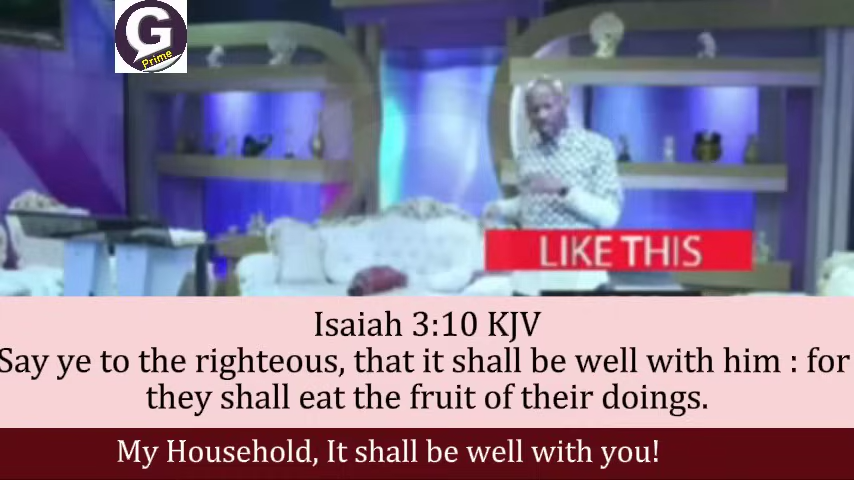 G
Prime
LIKE THIS
Isaiah 3:10 KJV
Say ye to the righteous, that it shall be well with him : for
they shall eat the fruit of their doings.
My Household, It shall be well with you!